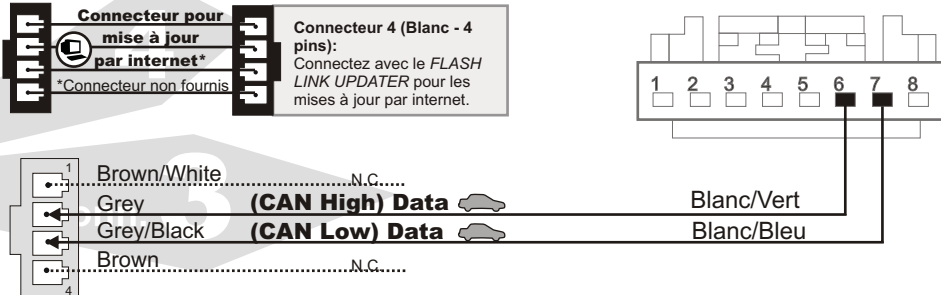 Connecteur pour
mise à jour
par internet*
*Connecteur non fournis
Connecteur 4 (Blanc - 4
pins):
Connectez avec le FLASH
LINK UPDATER pour les
mises à jour par internet.
4
1 2 3 4 5 6 7 8
1
Brown/White N.C.
Grey (CAN High) Data Blanc/Vert
Grey/Black (CAN Low) Data Blanc/Bleu
Brown N.C.
4
3